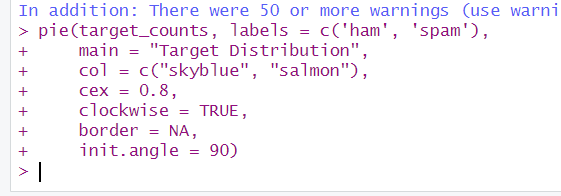 In addition: There were 50 or more warnings (use warni
> pie(target_counts, labels = c('ham', 'spam'),
+     main = "Target Distribution",
+     col = c("skyblue", "salmon"),
+     cex = 0.8,
+     clockwise = TRUE,
+     border = NA,
+     init.angle = 90)
>